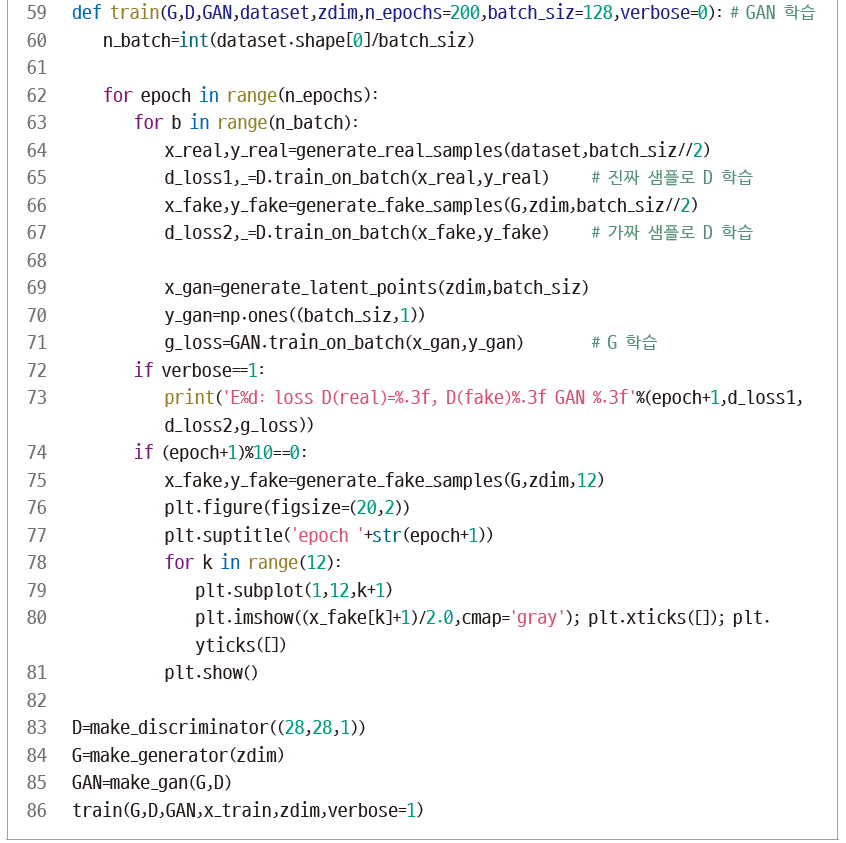 59 def train(G,D,GAN,dataset,zdim,n_epochs=200,batch_siz=128,verbose=0): # GAN 학습
60     n_batch=int(dataset.shape[0]/batch_siz)
61
62     for epoch in range(n_epochs):
63         for b in range(n_batch):
64             x_real,y_real=generate_real_samples(dataset,batch_siz//2)
65             d_loss1,_=D.train_on_batch(x_real,y_real)    # 진짜 샘플로 D 학습
66             x_fake,y_fake=generate_fake_samples(G,zdim,batch_siz//2)
67             d_loss2,_=D.train_on_batch(x_fake,y_fake)    # 가짜 샘플로 D 학습
68
69             x_gan=generate_latent_points(zdim,batch_siz)
70             y_gan=np.ones((batch_siz,1))
71             g_loss=GAN.train_on_batch(x_gan,y_gan)       # G 학습
72         if verbose==1:
73             print('E%d: loss D(real)=%.3f, D(fake)%.3f GAN %.3f'%(epoch+1,d_loss1,
            d_loss2,g_loss))
74         if (epoch+1)%10==0:
75             x_fake,y_fake=generate_fake_samples(G,zdim,12)
76             plt.figure(figsize=(20,2))
77             plt.suptitle('epoch '+str(epoch+1))
78             for k in range(12):
79                 plt.subplot(1,12,k+1)
80                 plt.imshow((x_fake[k]+1)/2.0,cmap='gray'); plt.xticks([]); plt.
                yticks([])
81             plt.show()
82
83 D=make_discriminator((28,28,1))
84 G=make_generator(zdim)
85 GAN=make_gan(G,D)
86 train(G,D,GAN,x_train,zdim,verbose=1)